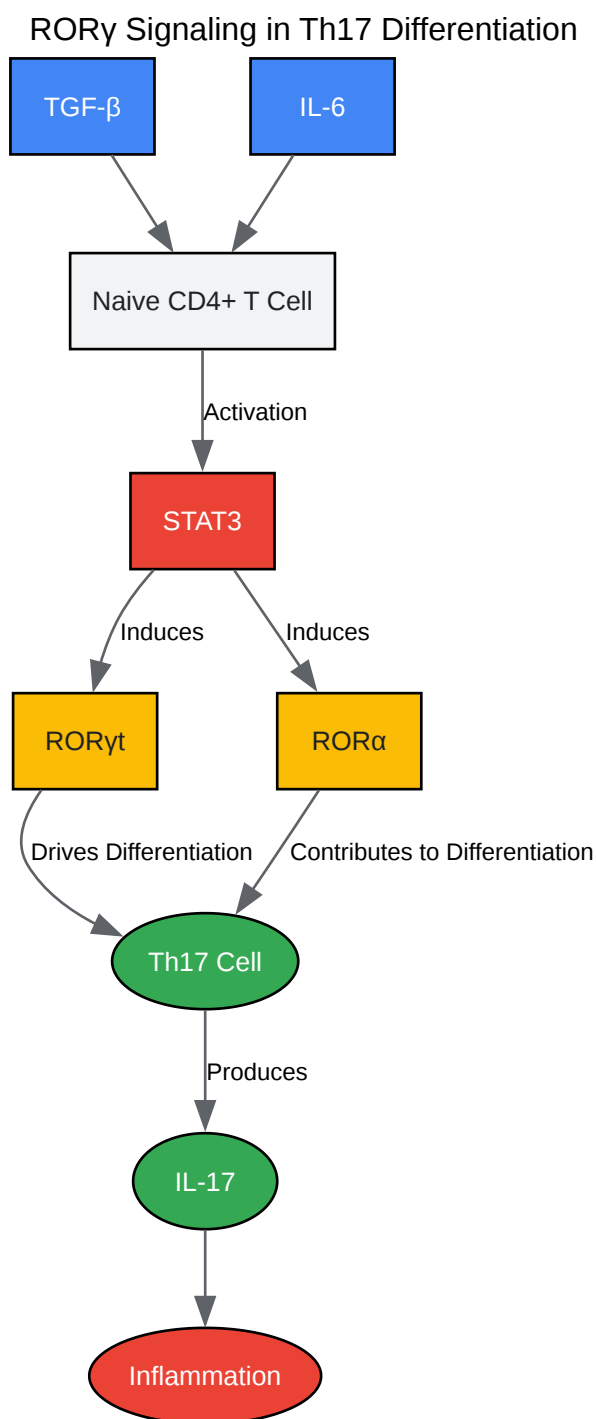 RORγ Signaling in Th17 Differentiation
TGF-β
IL-6
Naive CD4+ T Cell
Activation
STAT3
Induces
Induces
RORγt
RORα
Drives Differentiation
Contributes to Differentiation
Th17 Cell
Produces
IL-17
Inflammation